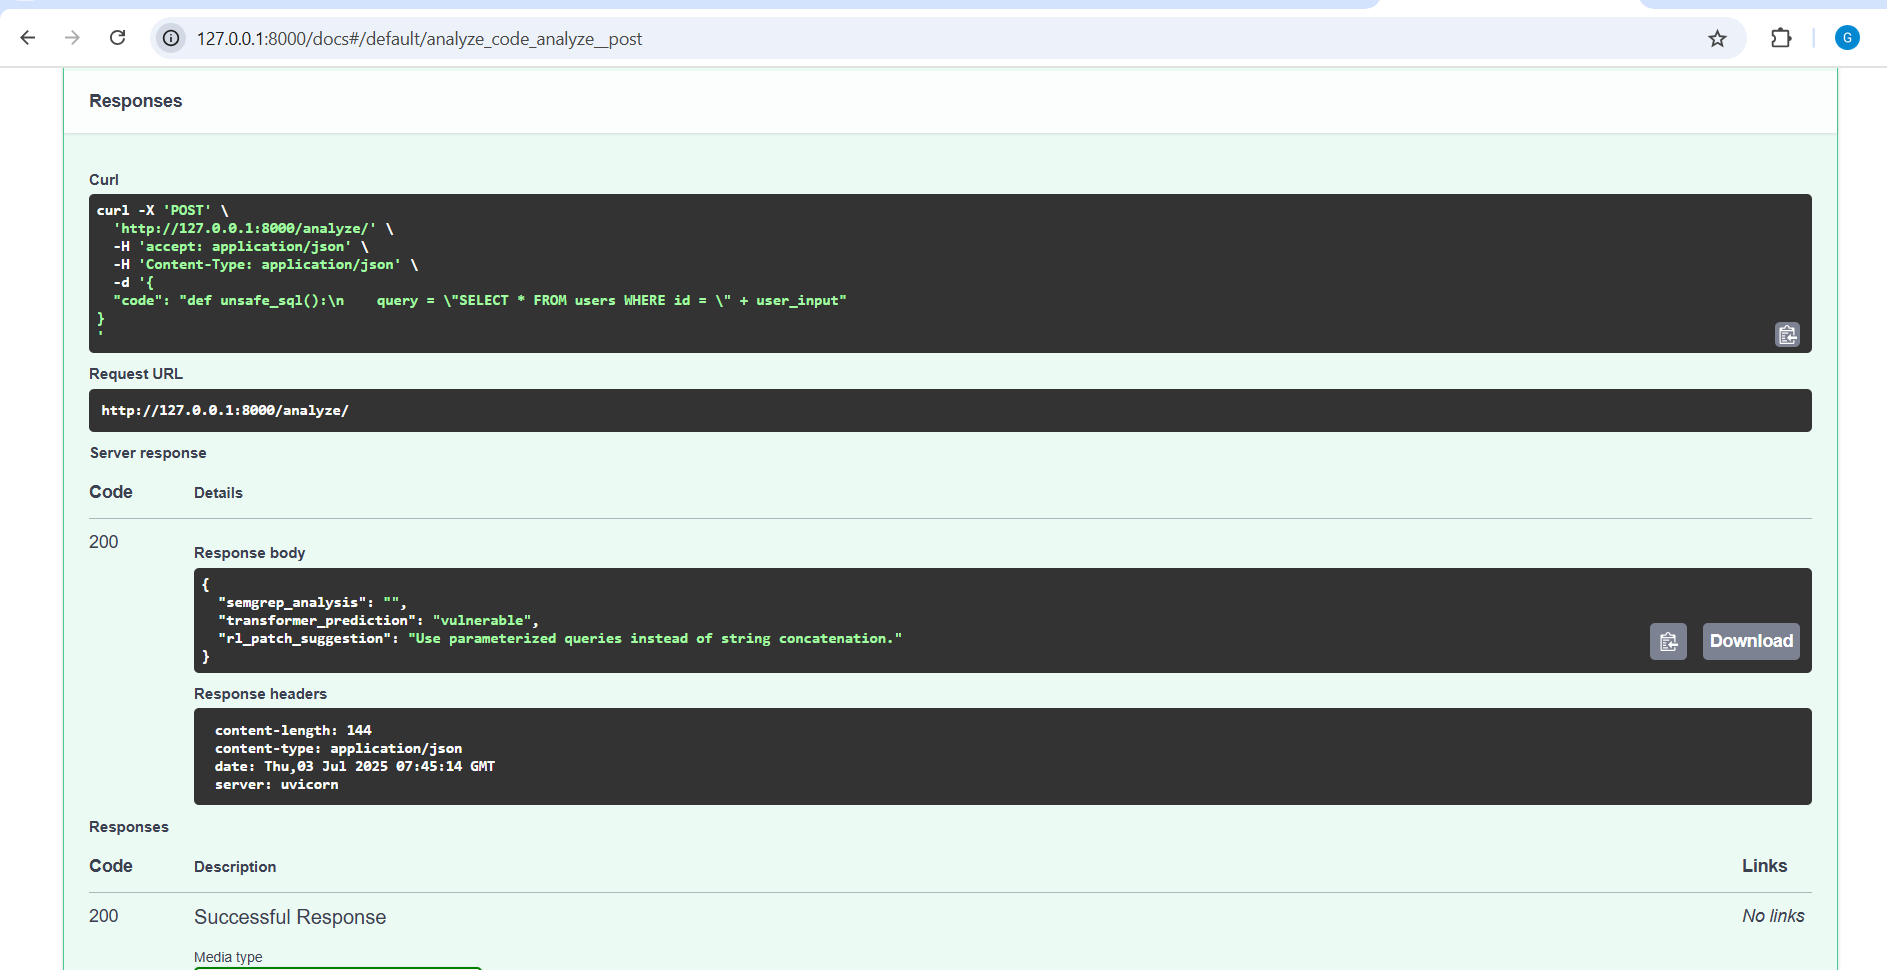 127.0.0.1:8000/docs#/default/analyze_code_analyze__post
G
Responses
Curl
curl -X 'POST' \
  'http://127.0.0.1:8000/analyze/' \
  -H 'accept: application/json' \
  -H 'Content-Type: application/json' \
  -d '{
  "code": "def unsafe_sql():\n    query = \"SELECT * FROM users WHERE id = \" + user_input"
}
'
Request URL
http://127.0.0.1:8000/analyze/
Server response
Code Details
200
Response body
{
  "semgrep_analysis": "",
  "transformer_prediction": "vulnerable",
  "rl_patch_suggestion": "Use parameterized queries instead of string concatenation."
}
Download
Response headers
content-length: 144
content-type: application/json
date: Thu,03 Jul 2025 07:45:14 GMT
server: uvicorn
Responses
Code Description Links
200 Successful Response No links
Media type